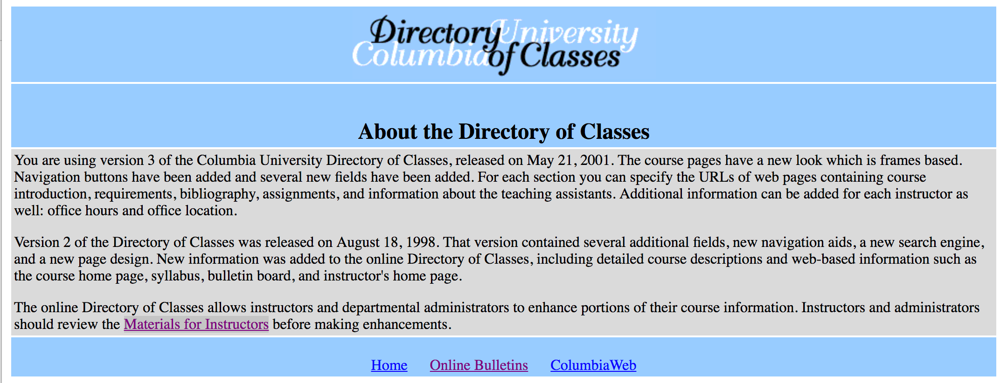 Directory University
Columbia of Classes
About the Directory of Classes
You are using version 3 of the Columbia University Directory of Classes, released on May 21, 2001. The course pages have a new look which is frames based.
Navigation buttons have been added and several new fields have been added. For each section you can specify the URLs of web pages containing course
introduction, requirements, bibliography, assignments, and information about the teaching assistants. Additional information can be added for each instructor as
well: office hours and office location.
Version 2 of the Directory of Classes was released on August 18, 1998. That version contained several additional fields, new navigation aids, a new search engine,
and a new page design. New information was added to the online Directory of Classes, including detailed course descriptions and web-based information such as
the course home page, syllabus, bulletin board, and instructor's home page.
The online Directory of Classes allows instructors and departmental administrators to enhance portions of their course information. Instructors and administrators
should review the Materials for Instructors before making enhancements.
Home Online Bulletins ColumbiaWeb